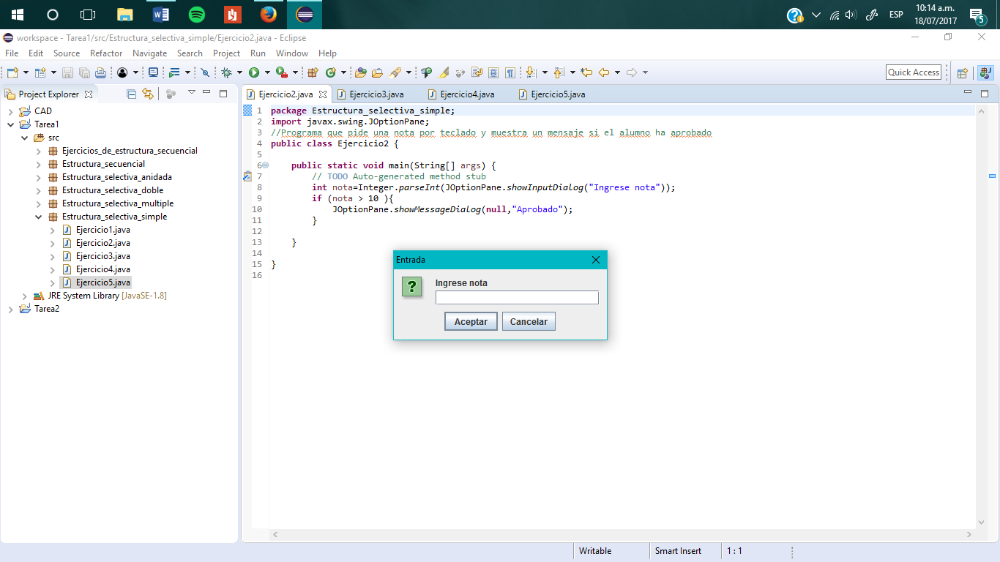 ESP
10:14 a.m.
18/07/2017
5
workspace - Tarea1/src/Estructura_selectiva_simple/Ejercicio2.java - Eclipse
File Edit Source Refactor Navigate Search Project Run Window Help
Quick Access
Project Explorer
CAD
Tarea1
src
Ejercicios_de_estructura_secuencial
Estructura_secuencial
Estructura_selectiva_anidada
Estructura_selectiva_doble
Estructura_selectiva_multiple
Estructura_selectiva_simple
Ejercicio1.java
Ejercicio2.java
Ejercicio3.java
Ejercicio4.java
Ejercicio5.java
JRE System Library [JavaSE-1.8]
Tarea2
Ejercicio2.java Ejercicio3.java Ejercicio4.java Ejercicio5.java
1 package Estructura_selectiva_simple;
2 import javax.swing.JOptionPane;
3 //Programa que pide una nota por teclado y muestra un mensaje si el alumno ha aprobado
4 public class Ejercicio2 {
5
6 public static void main(String[] args) {
7 // TODO Auto-generated method stub
8 int nota=Integer.parseInt(JOptionPane.showInputDialog("Ingrese nota"));
9 if (nota > 10 ){
10 JOptionPane.showMessageDialog(null,"Aprobado");
11 }
12
13 }
14
15 }
16
Entrada
Ingrese nota
Aceptar Cancelar
Writable Smart Insert 1 : 1